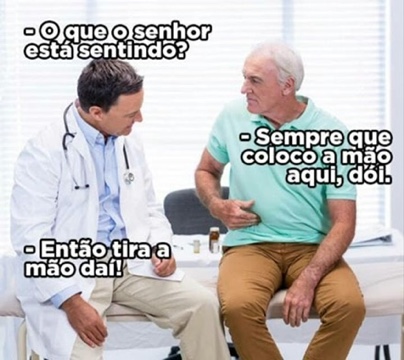 - O que o senhor
está sentindo?
- Sempre que
coloco a mão
aqui, dói.
- Então tira a
mão daí!